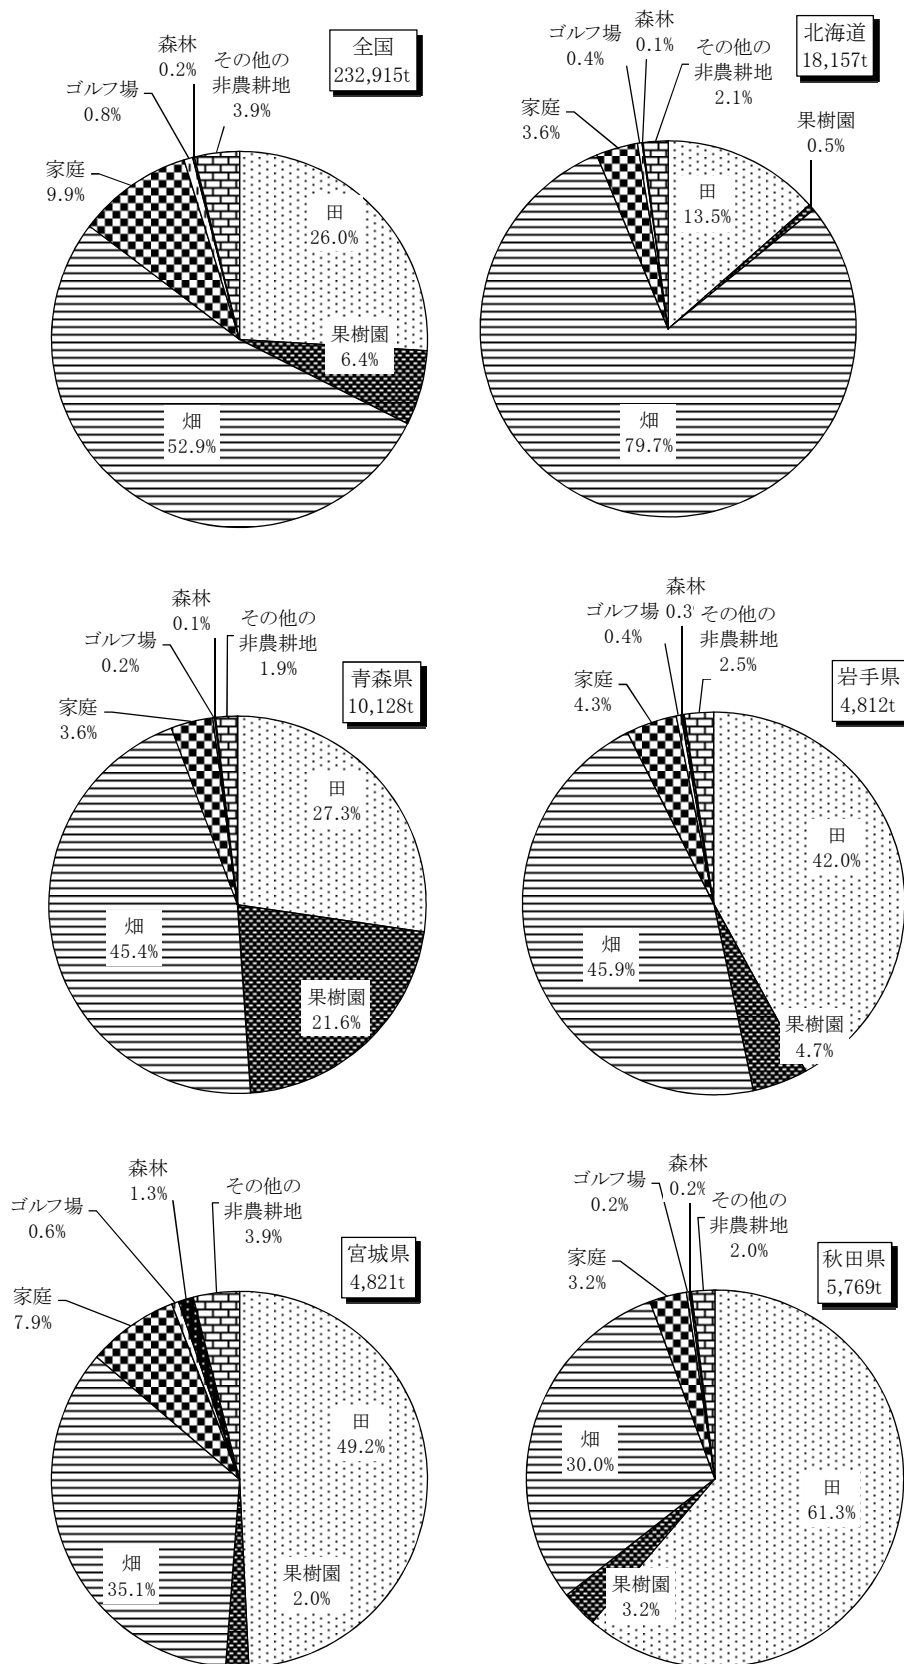 全国
232,915t
森林
0.2%
その他の
非農耕地
3.9%
ゴルフ場
0.8%
家庭
9.9%
田
26.0%
果樹園
6.4%
畑
52.9%
北海道
18,157t
森林
0.1%
ゴルフ場
0.4%
その他の
非農耕地
2.1%
家庭
3.6%
果樹園
0.5%
田
13.5%
畑
79.7%
青森県
10,128t
森林
0.1%
その他の
非農耕地
1.9%
ゴルフ場
0.2%
家庭
3.6%
田
27.3%
畑
45.4%
果樹園
21.6%
岩手県
4,812t
森林
0.3
ゴルフ場
0.4%
その他の
非農耕地
2.5%
家庭
4.3%
田
42.0%
畑
45.9%
果樹園
4.7%
宮城県
4,821t
森林
1.3%
その他の
非農耕地
3.9%
ゴルフ場
0.6%
家庭
7.9%
田
49.2%
畑
35.1%
果樹園
2.0%
秋田県
5,769t
森林
0.2%
ゴルフ場
0.2%
その他の
非農耕地
2.0%
家庭
3.2%
畑
30.0%
田
61.3%
果樹園
3.2%